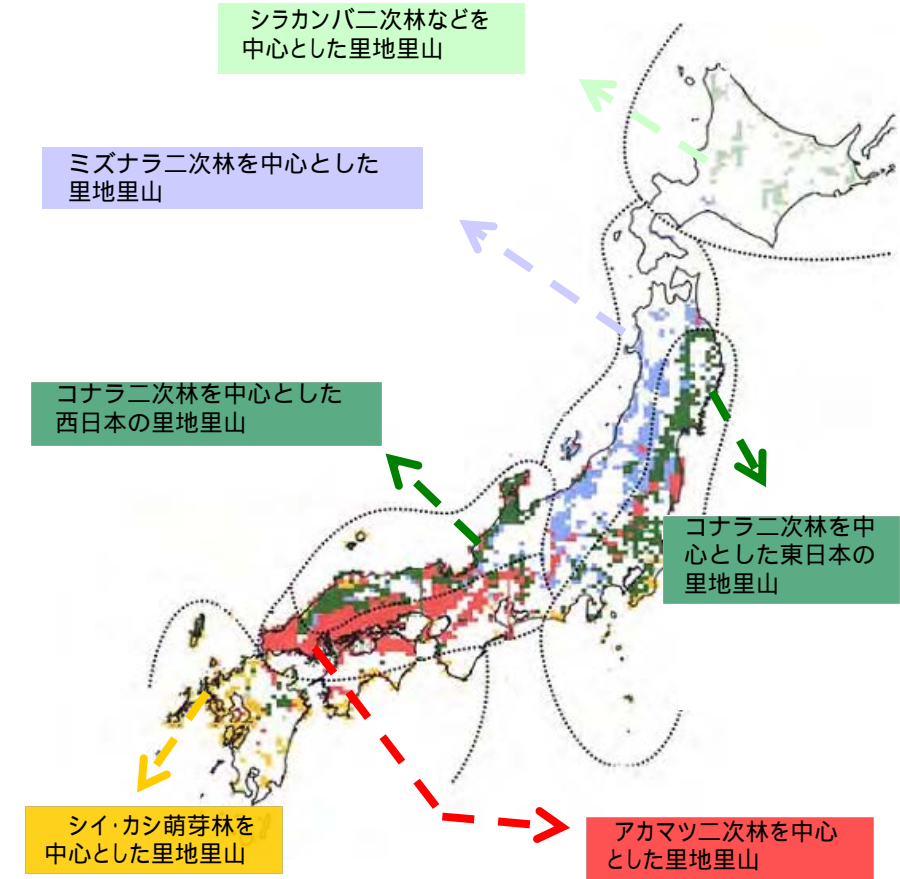 シラカンバ二次林などを
中心とした里地里山
ミズナラ二次林を中心とした
里地里山
コナラ二次林を中心とした
西日本の里地里山
コナラ二次林を中
心とした東日本の
里地里山
シイ・カシ萌芽林を
中心とした里地里山
アカマツ二次林を中心
とした里地里山